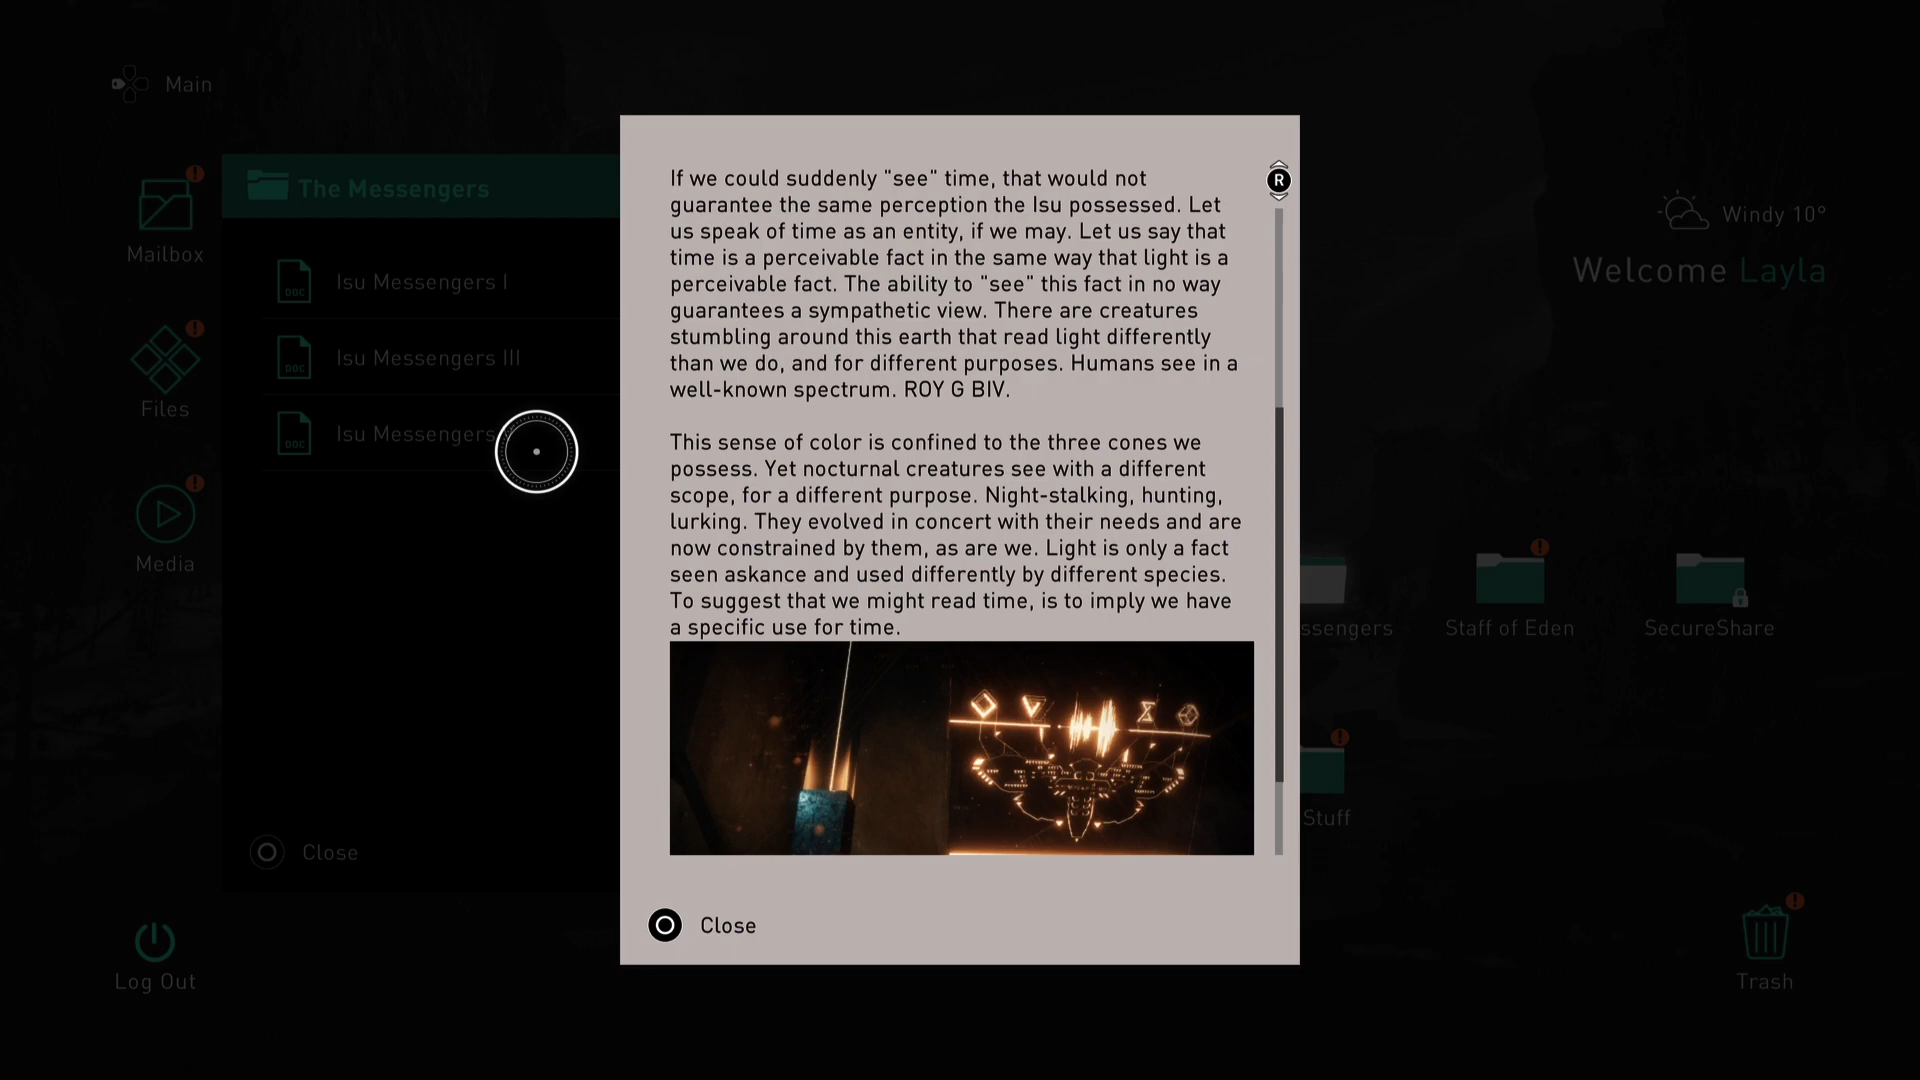 Main
Mailbox
Files
Media
Log Out
The Messengers
DOC
Isu Messengers I
DOC
Isu Messengers III
DOC
Isu Messengers
Close
If we could suddenly "see" time, that would not
guarantee the same perception the Isu possessed. Let
us speak of time as an entity, if we may. Let us say that
time is a perceivable fact in the same way that light is a
perceivable fact. The ability to "see" this fact in no way
guarantees a sympathetic view. There are creatures
stumbling around this earth that read light differently
than we do, and for different purposes. Humans see in a
well-known spectrum. ROY G BIV.
This sense of color is confined to the three cones we
possess. Yet nocturnal creatures see with a different
scope, for a different purpose. Night-stalking, hunting,
lurking. They evolved in concert with their needs and are
now constrained by them, as are we. Light is only a fact
seen askance and used differently by different species.
To suggest that we might read time, is to imply we have
a specific use for time.
R
Close
Windy 10°
Welcome Layla
ssengers
Staff of Eden
SecureShare
Stuff
Trash